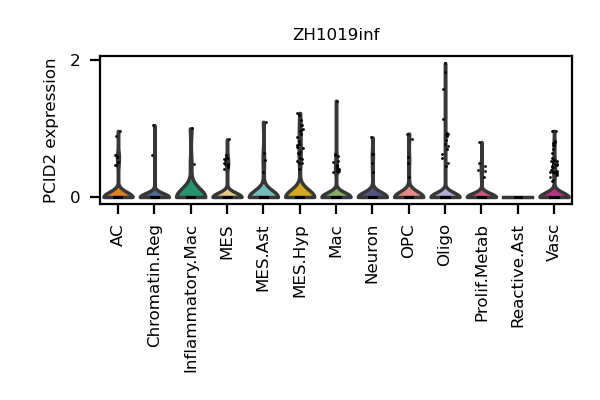 ZH1019inf
PCID2 expression
2
0
AC
Chromatin.Reg
Inflammatory.Mac
MES
MES.Ast
MES.Hyp
Mac
Neuron
OPC
Oligo
Prolif.Metab
Reactive.Ast
Vasc